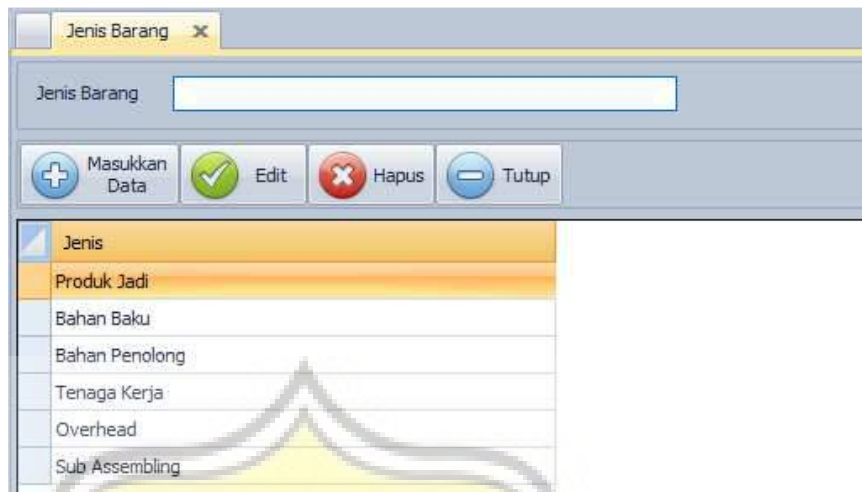 Jenis Barang
Jenis Barang
Masukkan
Data
Edit
Hapus
Tutup
Jenis
Produk Jadi
Bahan Baku
Bahan Penolong
Tenaga Kerja
Overhead
Sub Assembling